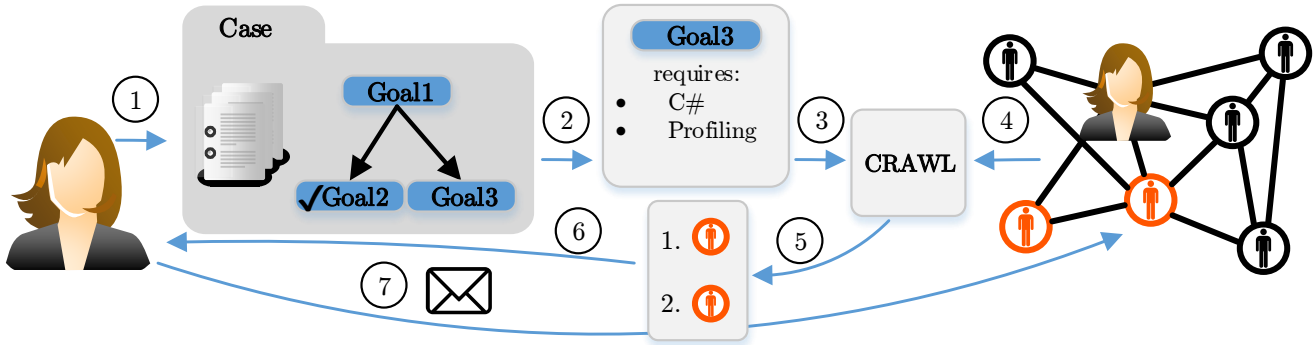 Case
1
Goal1
Goal2
Goal3
2
Goal3
requires:
• C#
• Profiling
3
CRAWL
4
5
1.
2.
6
7